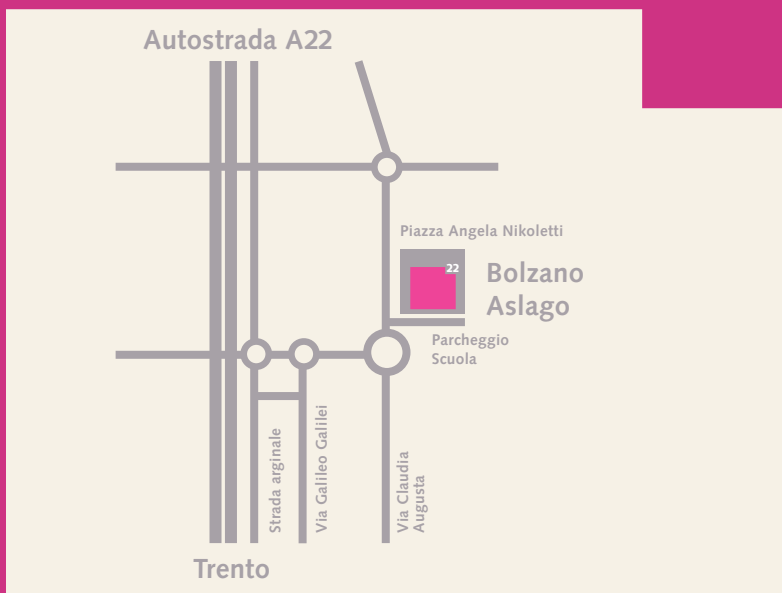 Autostrada A22
Piazza Angela Nikoletti
22
Bolzano
Aslago
Parcheggio
Scuola
Strada arginale
Via Galileo Galilei
Via Claudia
Augusta
Trento